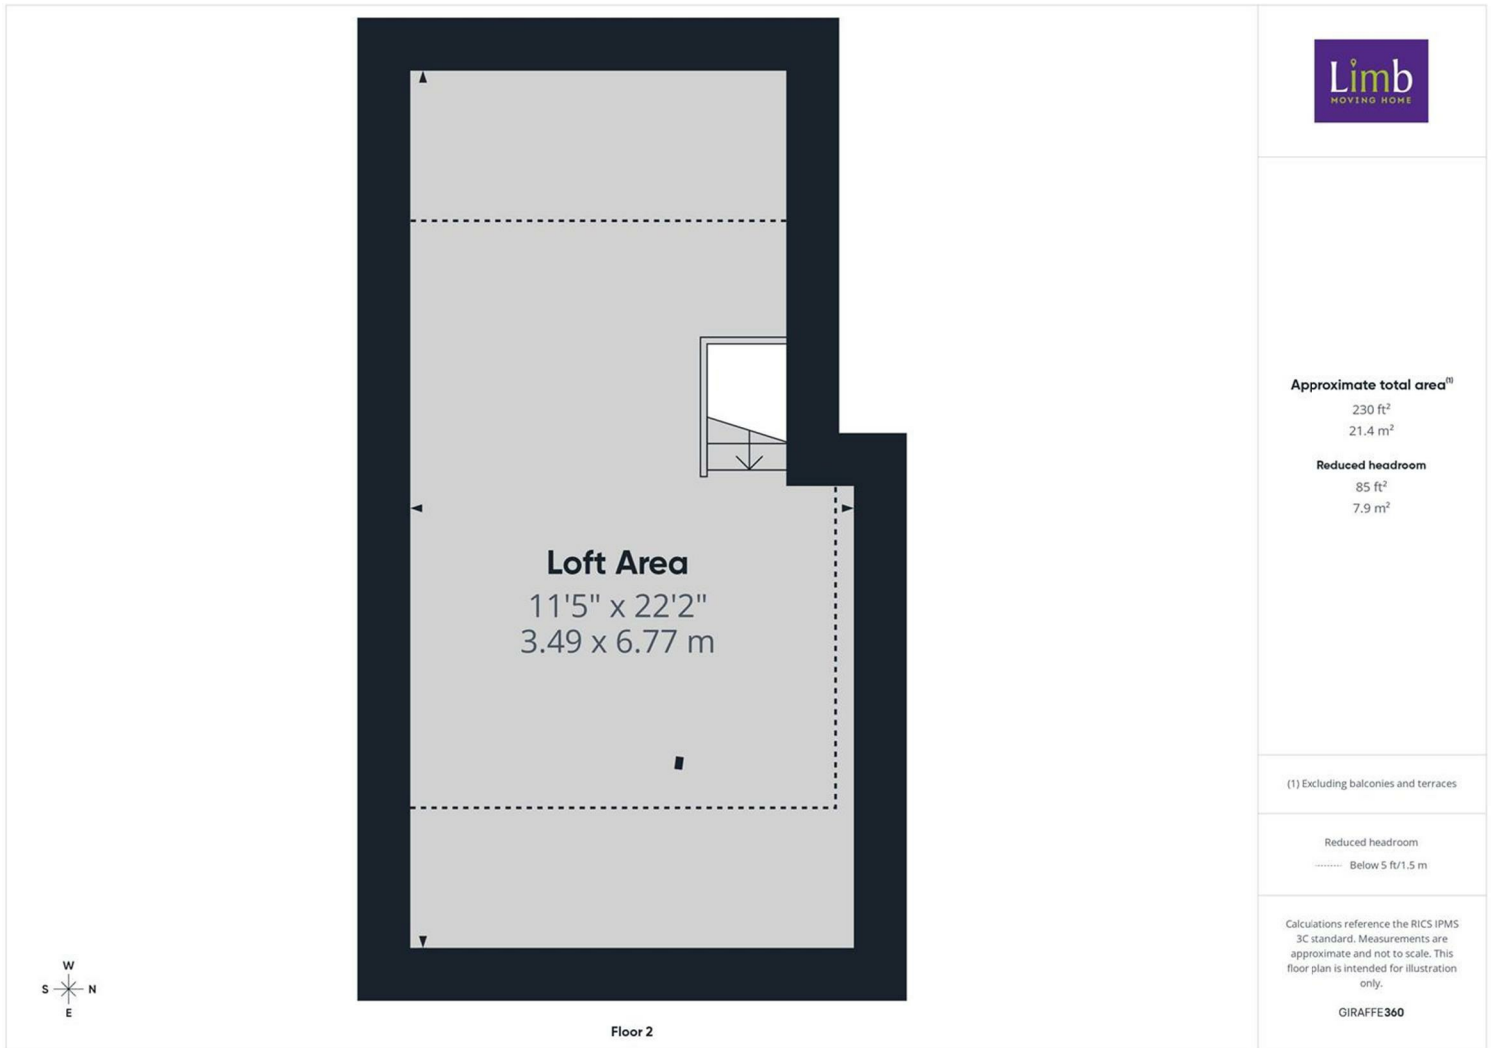 Limb
MOVING HOME
Approximate total area(1)
230 ft²
21.4 m²
Reduced headroom
85 ft²
7.9 m²
Loft Area
11'5" x 22'2"
3.49 x 6.77 m
(1) Excluding balconies and terraces
Reduced headroom
Below 5 ft/1.5 m
Calculations reference the RICS IPMS
3C standard. Measurements are
approximate and not to scale. This
floor plan is intended for illustration
only.
GIRAFFE360
W
S N
E
Floor 2